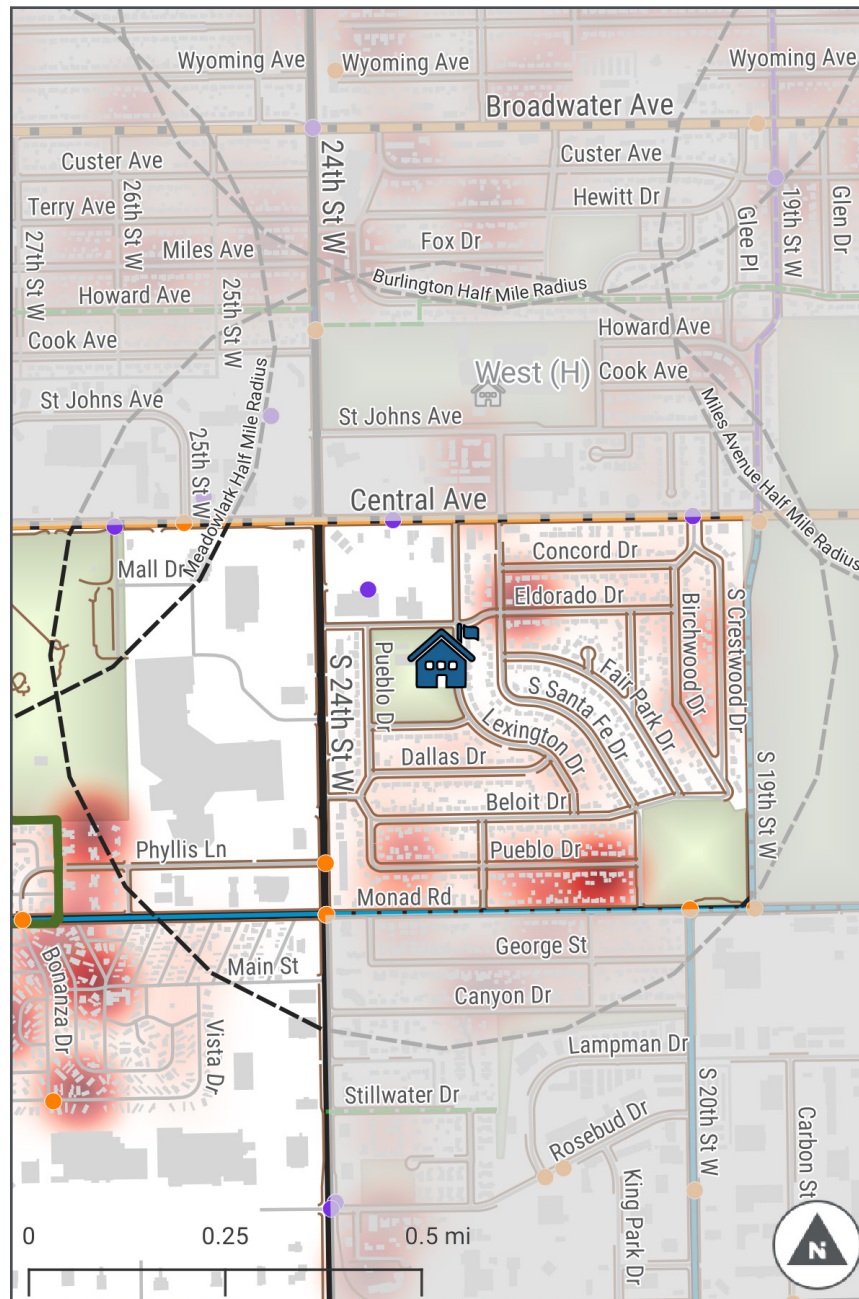 Wyoming Ave
Wyoming Ave
Wyoming Ave
Broadwater Ave
Custer Ave
Custer Ave
24th St W
26th St W
Terry Ave
Hewitt Dr
19th St W
Glen Dr
27th St W
Miles Ave
Fox Dr
Glee Pl
Burlington Half Mile Radius
25th St W
Howard Ave
Howard Ave
Cook Ave
West (H)
Cook Ave
St Johns Ave
St Johns Ave
Meadowlark Half Mile Radius
Miles Avenue Half Mile Radius
25th St W
Central Ave
Mall Dr
Concord Dr
Eldorado Dr
Birchwood Dr
S Crestwood Dr
Pueblo Dr
S 24th St W
S Santa Fe Dr
Fair Park Dr
Lexington Dr
Dallas Dr
S 19th St W
Beloit Dr
Phyllis Ln
Pueblo Dr
Monad Rd
George St
Bonanza Dr
Main St
Canyon Dr
Vista Dr
Lampman Dr
Stillwater Dr
S 20th St W
Rosebud Dr
Carbon St
King Park Dr
0 0.25 0.5 mi
N